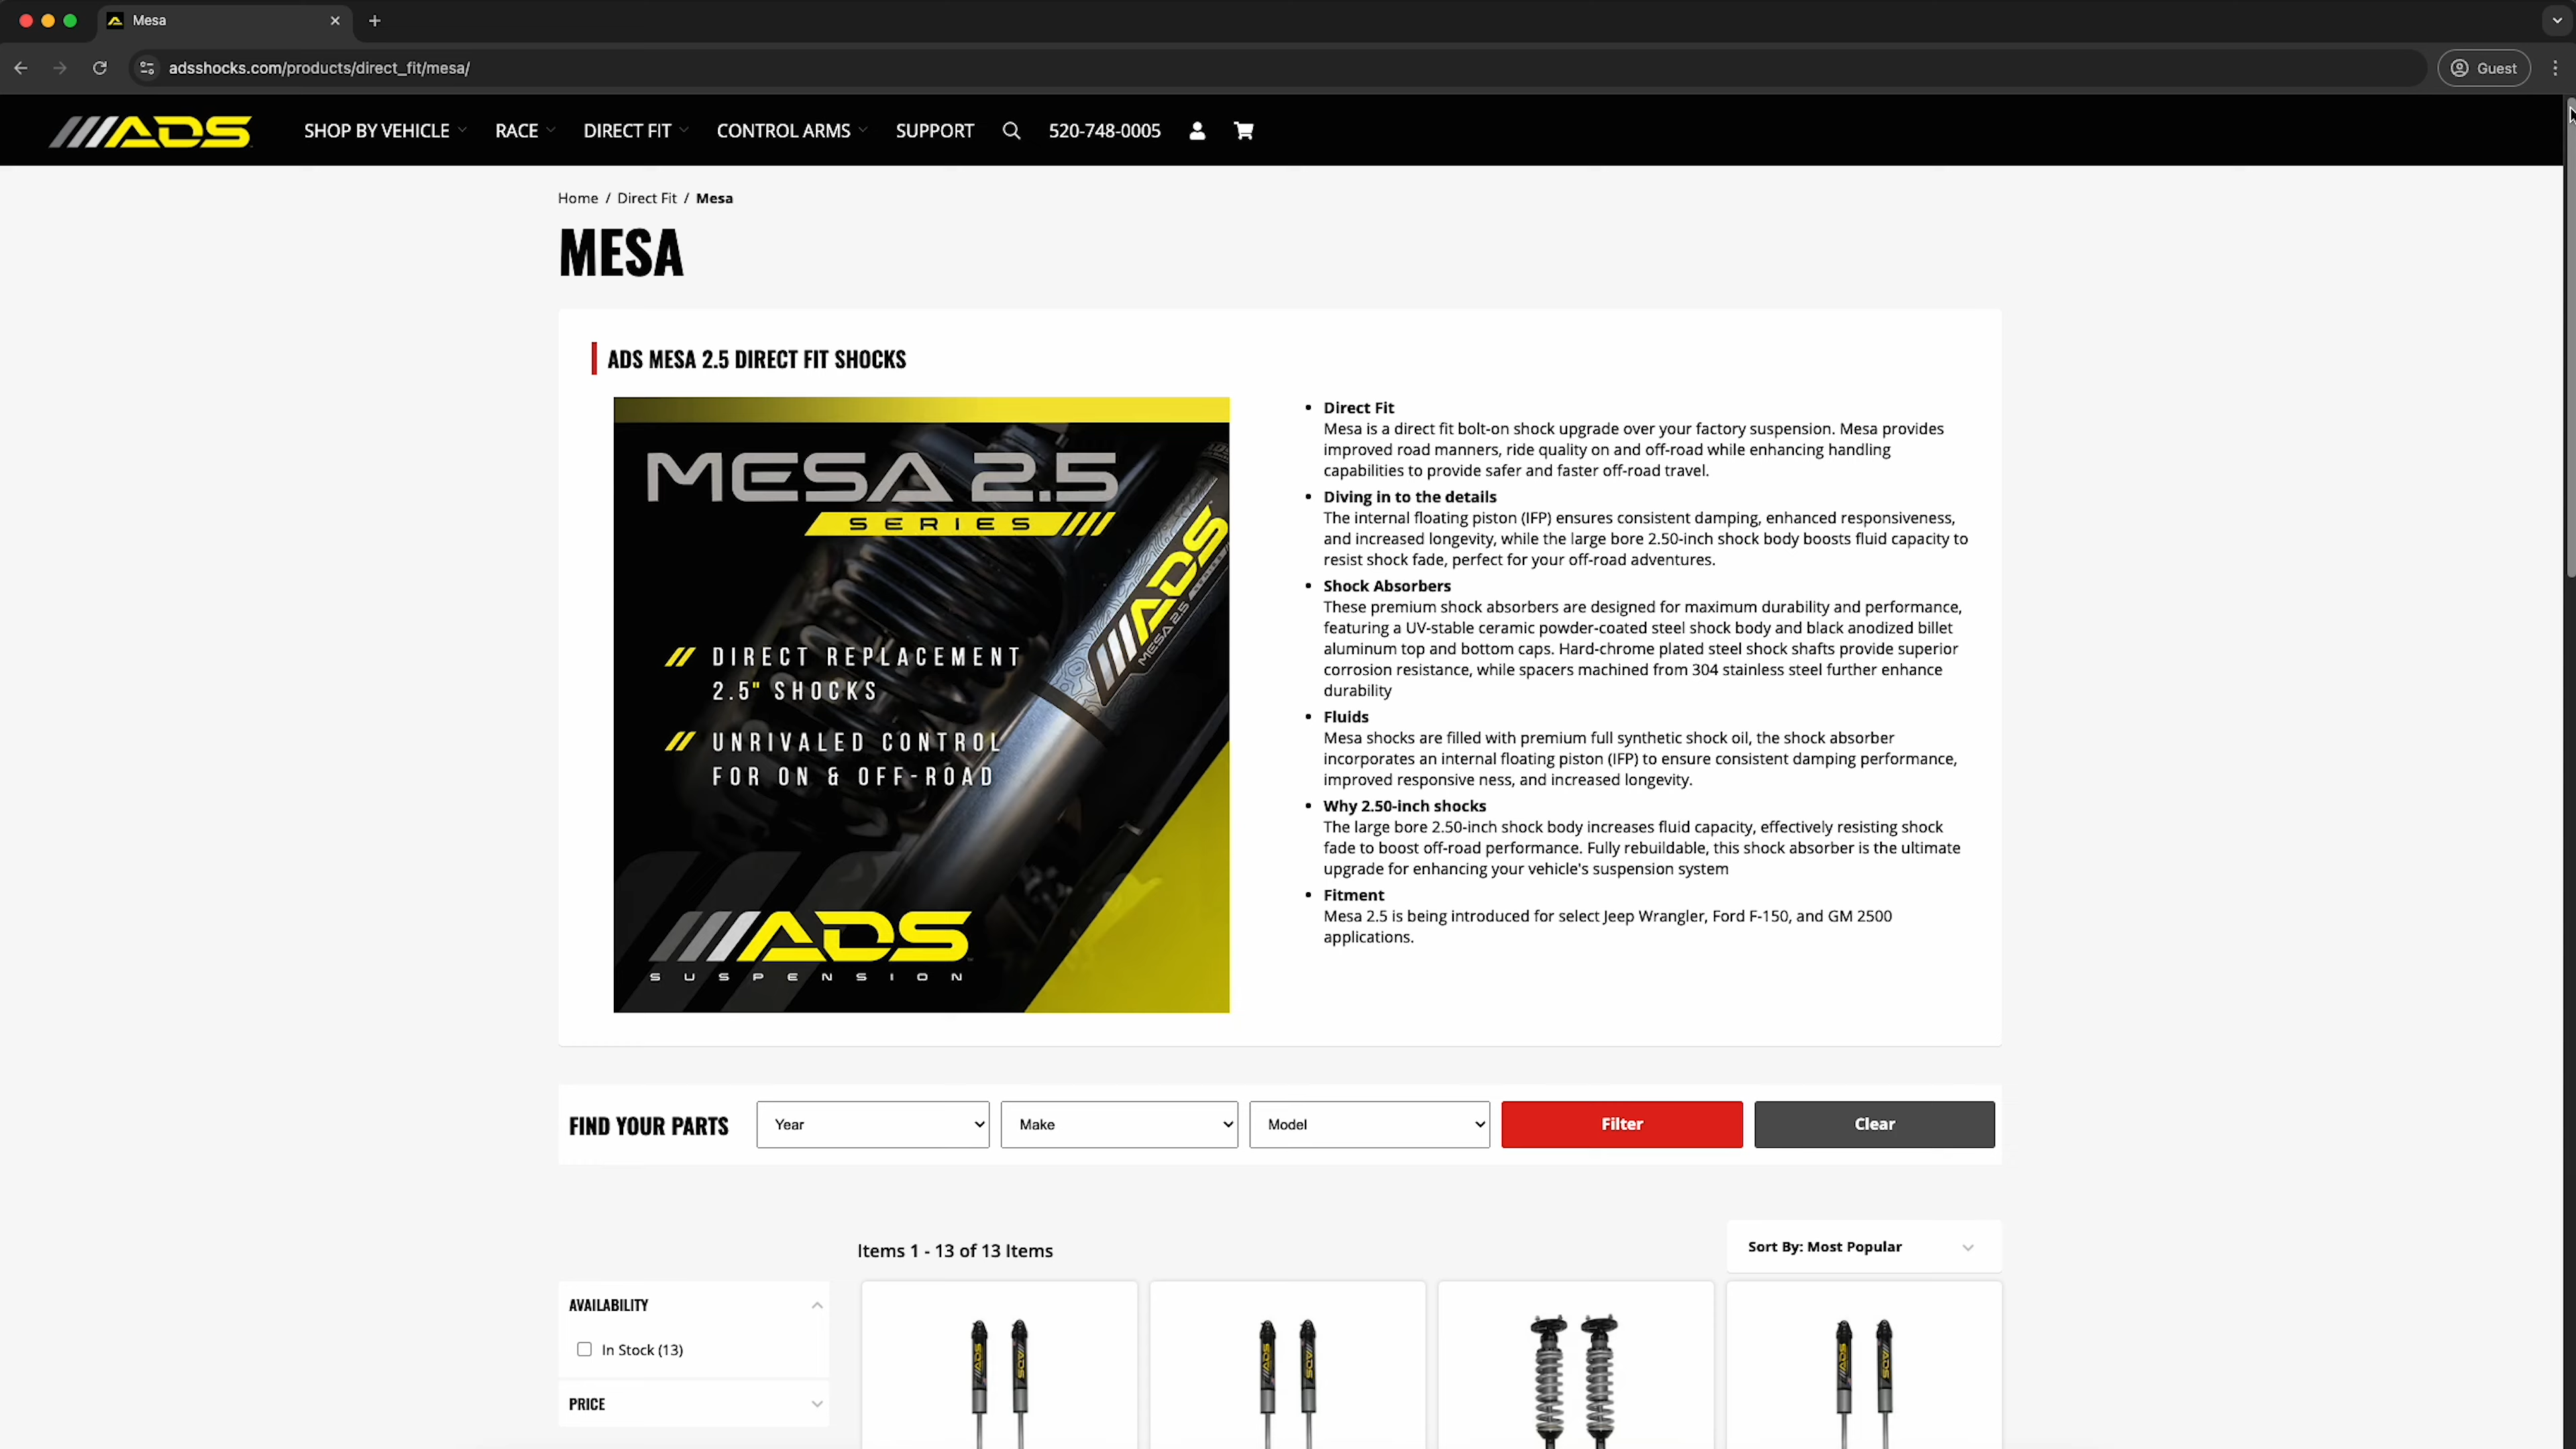 Mesa
adsshocks.com/products/direct_fit/mesa/
Guest
ADS
SHOP BY VEHICLE
RACE
DIRECT FIT
CONTROL ARMS
SUPPORT
520-748-0005
Home / Direct Fit / Mesa
MESA
ADS MESA 2.5 DIRECT FIT SHOCKS
MESA 2.5
SERIES
ADS
MESA 2.5
DIRECT REPLACEMENT
2.5" SHOCKS
UNRIVALED CONTROL
FOR ON & OFF-ROAD
ADS
SUSPENSION
• Direct Fit
Mesa is a direct fit bolt-on shock upgrade over your factory suspension. Mesa provides
improved road manners, ride quality on and off-road while enhancing handling
capabilities to provide safer and faster off-road travel.
• Diving in to the details
The internal floating piston (IFP) ensures consistent damping, enhanced responsiveness,
and increased longevity, while the large bore 2.50-inch shock body boosts fluid capacity to
resist shock fade, perfect for your off-road adventures.
• Shock Absorbers
These premium shock absorbers are designed for maximum durability and performance,
featuring a UV-stable ceramic powder-coated steel shock body and black anodized billet
aluminum top and bottom caps. Hard-chrome plated steel shock shafts provide superior
corrosion resistance, while spacers machined from 304 stainless steel further enhance
durability
• Fluids
Mesa shocks are filled with premium full synthetic shock oil, the shock absorber
incorporates an internal floating piston (IFP) to ensure consistent damping performance,
improved responsive ness, and increased longevity.
• Why 2.50-inch shocks
The large bore 2.50-inch shock body increases fluid capacity, effectively resisting shock
fade to boost off-road performance. Fully rebuildable, this shock absorber is the ultimate
upgrade for enhancing your vehicle's suspension system
• Fitment
Mesa 2.5 is being introduced for select Jeep Wrangler, Ford F-150, and GM 2500
applications.
FIND YOUR PARTS
Year
Make
Model
Filter
Clear
Items 1 - 13 of 13 Items
Sort By: Most Popular
AVAILABILITY
In Stock (13)
PRICE
ADS
ADS
ADS
ADS
ADS
ADS